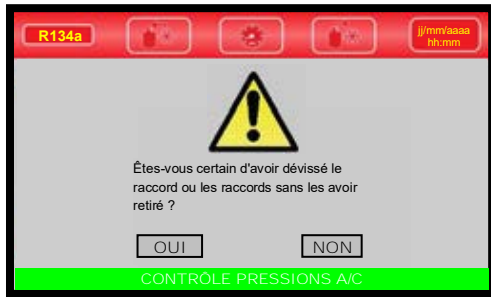 R134a
jj/mm/aaaa
hh:mm
Êtes-vous certain d'avoir dévissé le
raccord ou les raccords sans les avoir
retiré ?
OUI NON
CONTRÔLE PRESSIONS A/C